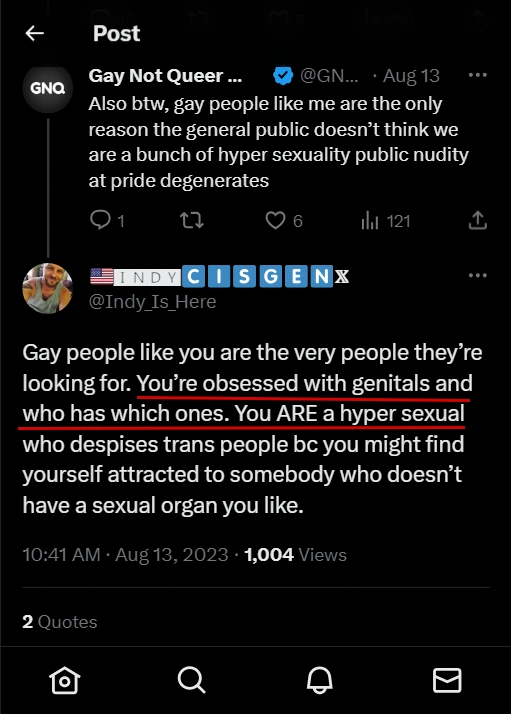 Post
GNQ
Gay Not Queer ... @GN... · Aug 13
Also btw, gay people like me are the only
reason the general public doesn't think we
are a bunch of hyper sexuality public nudity
at pride degenerates
1 6 121
🇺🇸INDYCISGEN𝕏
@Indy_Is_Here
Gay people like you are the very people they're
looking for. You're obsessed with genitals and
who has which ones. You ARE a hyper sexual
who despises trans people bc you might find
yourself attracted to somebody who doesn't
have a sexual organ you like.
10:41 AM · Aug 13, 2023 · 1,004 Views
2 Quotes